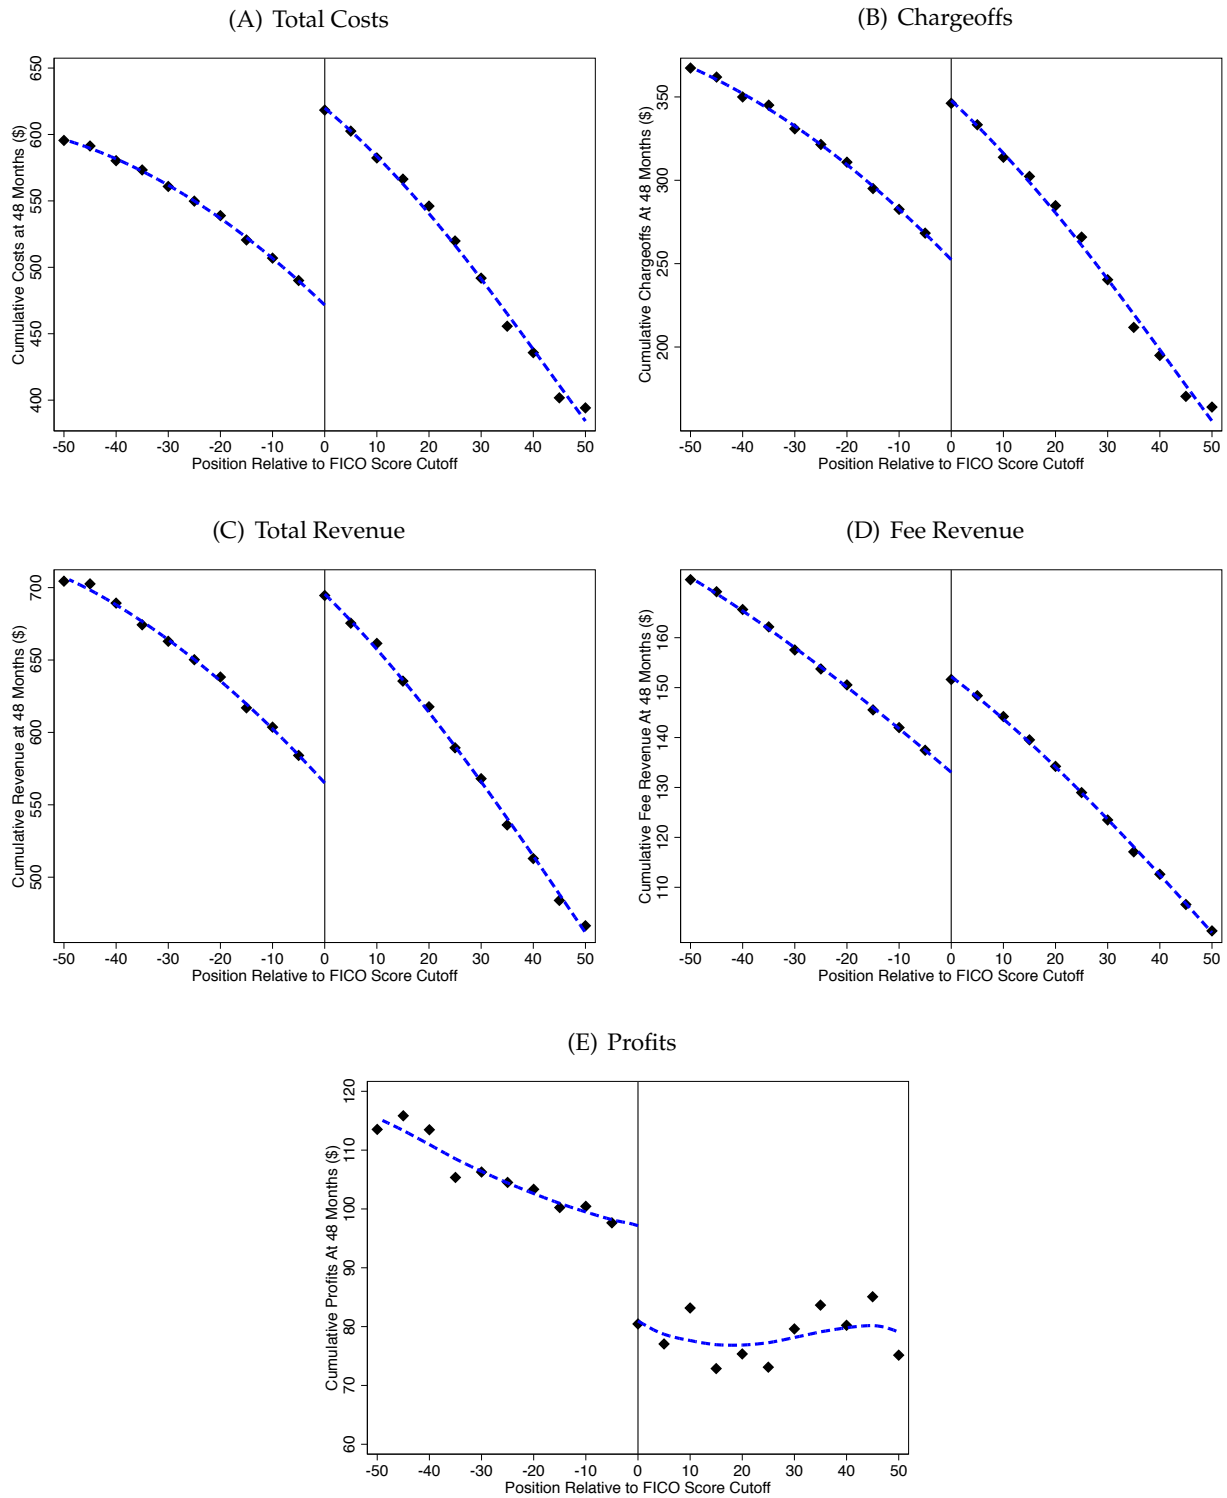 (A) Total Costs
Cumulative Costs at 48 Months ($)
650
600
550
500
450
400
-50 -40 -30 -20 -10 0 10 20 30 40 50
Position Relative to FICO Score Cutoff
(B) Chargeoffs
Cumulative Chargeoffs At 48 Months ($)
350
300
250
200
-50 -40 -30 -20 -10 0 10 20 30 40 50
Position Relative to FICO Score Cutoff
(C) Total Revenue
Cumulative Revenue at 48 Months ($)
700
650
600
550
500
-50 -40 -30 -20 -10 0 10 20 30 40 50
Position Relative to FICO Score Cutoff
(D) Fee Revenue
Cumulative Fee Revenue At 48 Months ($)
160
150
140
130
120
110
-50 -40 -30 -20 -10 0 10 20 30 40 50
Position Relative to FICO Score Cutoff
(E) Profits
Cumulative Profits At 48 Months ($)
120
110
100
90
80
70
60
-50 -40 -30 -20 -10 0 10 20 30 40 50
Position Relative to FICO Score Cutoff